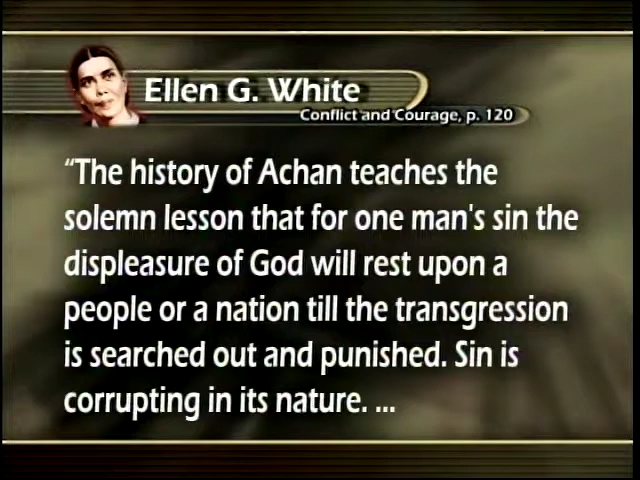 Ellen G. White
Conflict and Courage, p. 120
“The history of Achan teaches the
solemn lesson that for one man's sin the
displeasure of God will rest upon a
people or a nation till the transgression
is searched out and punished. Sin is
corrupting in its nature. ...